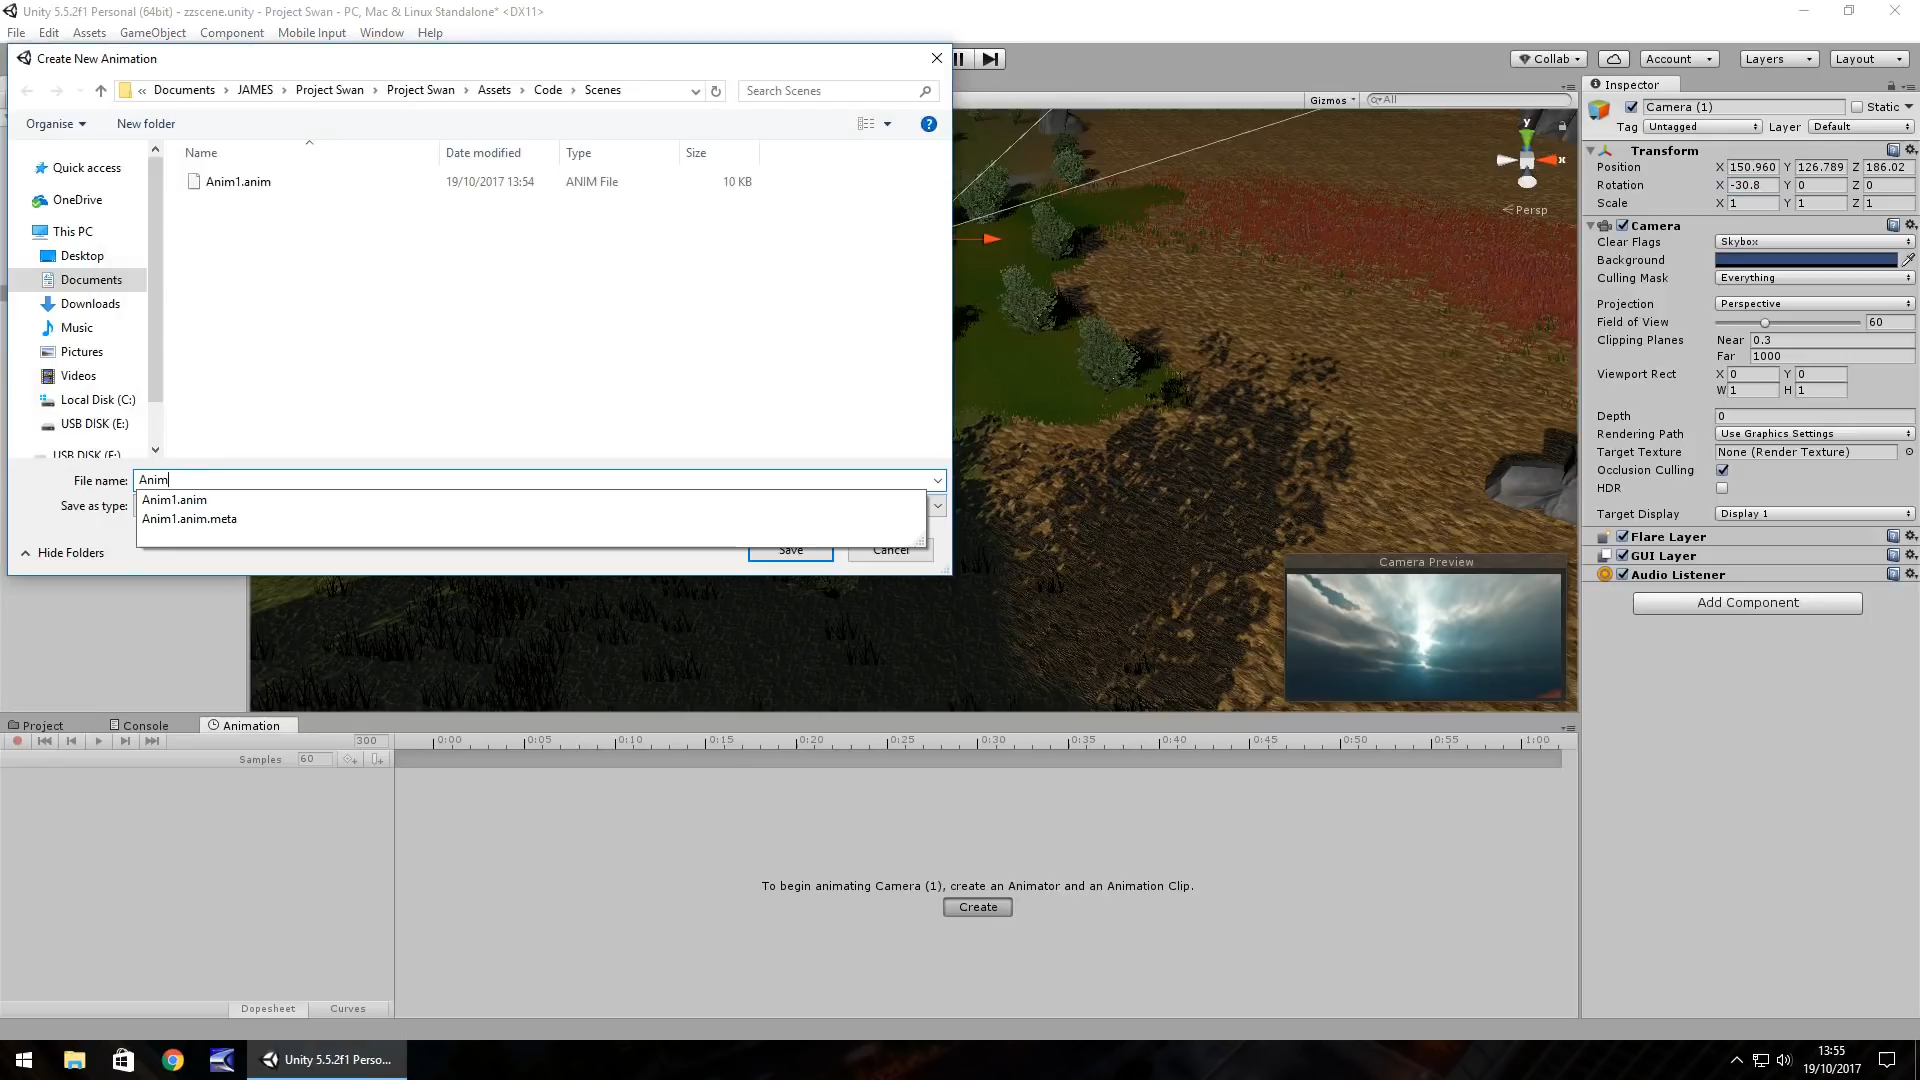 Unity 5.5.2f1 Personal (64bit) - zzscene.unity - Project Swan - PC, Mac & Linux Standalone* <DX11>
File Edit Assets GameObject Component Mobile Input Window Help
Create New Animation
« Documents › JAMES › Project Swan › Project Swan › Assets › Code › Scenes
Search Scenes
Organise New folder
Name Date modified Type Size
Anim1.anim 19/10/2017 13:54 ANIM File 10 KB
Quick access
OneDrive
This PC
Desktop
Documents
Downloads
Music
Pictures
Videos
Local Disk (C:)
USB DISK (E:)
USB DISK (E:)
File name: Anim
Anim1.anim
Save as type:
Anim1.anim.meta
Hide Folders
Save Cancel
Collab Account Layers Layout
Gizmos All
y
x
Persp
Camera Preview
Inspector
Camera (1) Static
Tag Untagged Layer Default
Transform
Position X 150.960 Y 126.789 Z 186.02
Rotation X -30.8 Y 0 Z 0
Scale X 1 Y 1 Z 1
Camera
Clear Flags Skybox
Background
Culling Mask Everything
Projection Perspective
Field of View 60
Clipping Planes Near 0.3
Far 1000
Viewport Rect X 0 Y 0
W 1 H 1
Depth 0
Rendering Path Use Graphics Settings
Target Texture None (Render Texture)
Occlusion Culling
HDR
Target Display Display 1
Flare Layer
GUI Layer
Audio Listener
Add Component
Project Console Animation
300 0:00 0:05 0:10 0:15 0:20 0:25 0:30 0:35 0:40 0:45 0:50 0:55 1:00
Samples 60
To begin animating Camera (1), create an Animator and an Animation Clip.
Create
Dopesheet Curves
Unity 5.5.2f1 Perso...
13:55
19/10/2017